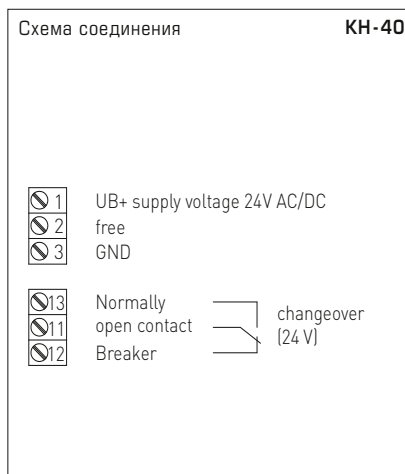 Схема соединения KH-40
1 UB+ supply voltage 24V AC/DC
2 free
3 GND
13 Normally
11 open contact
12 Breaker
changeover
(24 V)